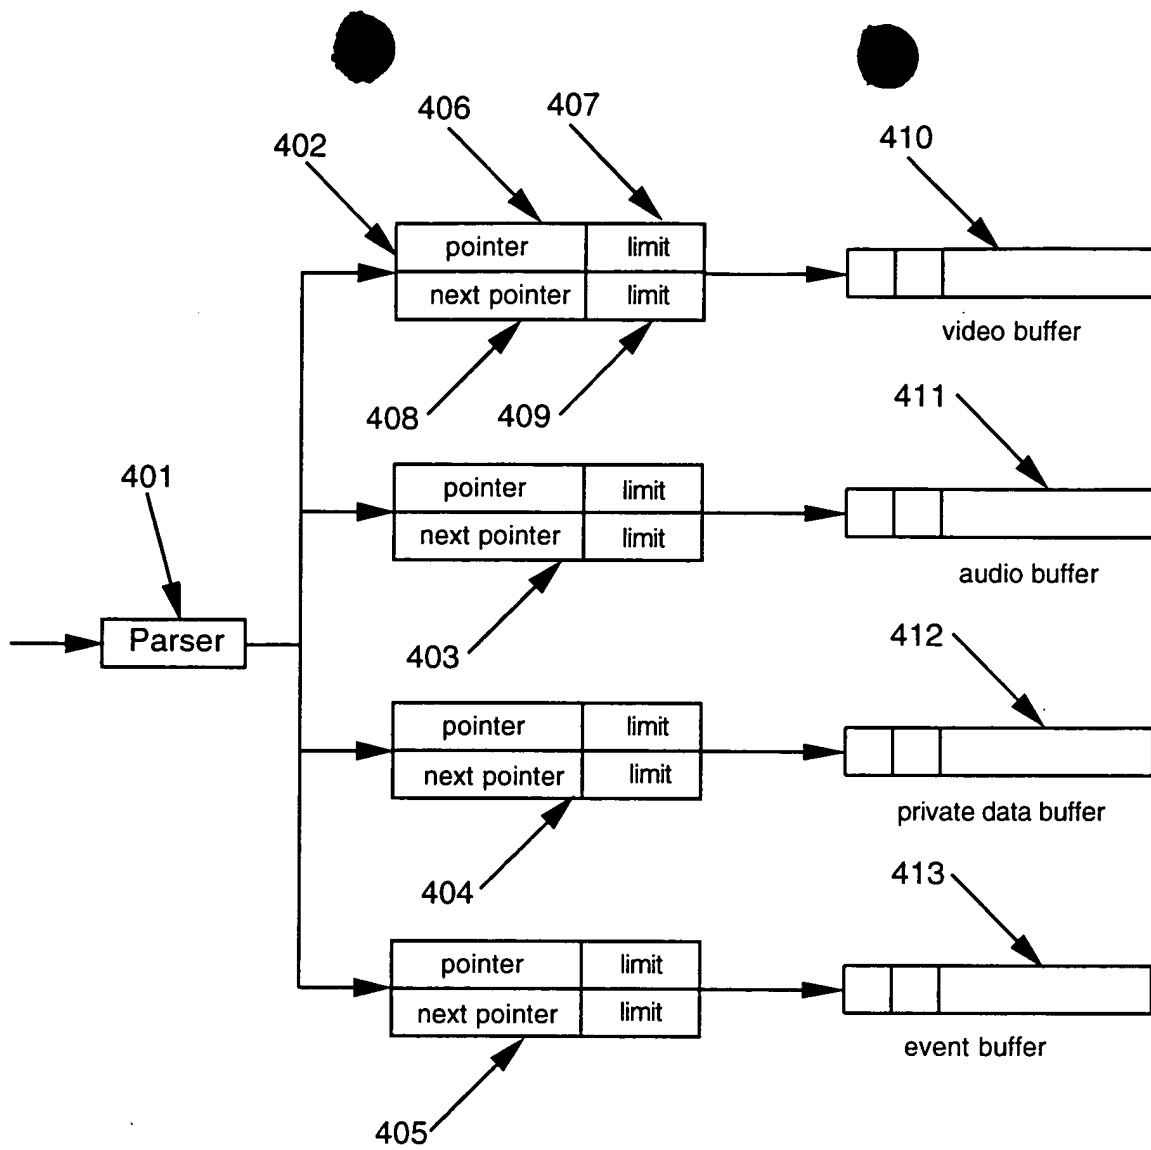 406
407
402
410
pointer
limit
next pointer
limit
video buffer
408
409
411
401
pointer
limit
next pointer
limit
audio buffer
Parser
403
412
pointer
limit
next pointer
limit
private data buffer
404
413
pointer
limit
next pointer
limit
event buffer
405